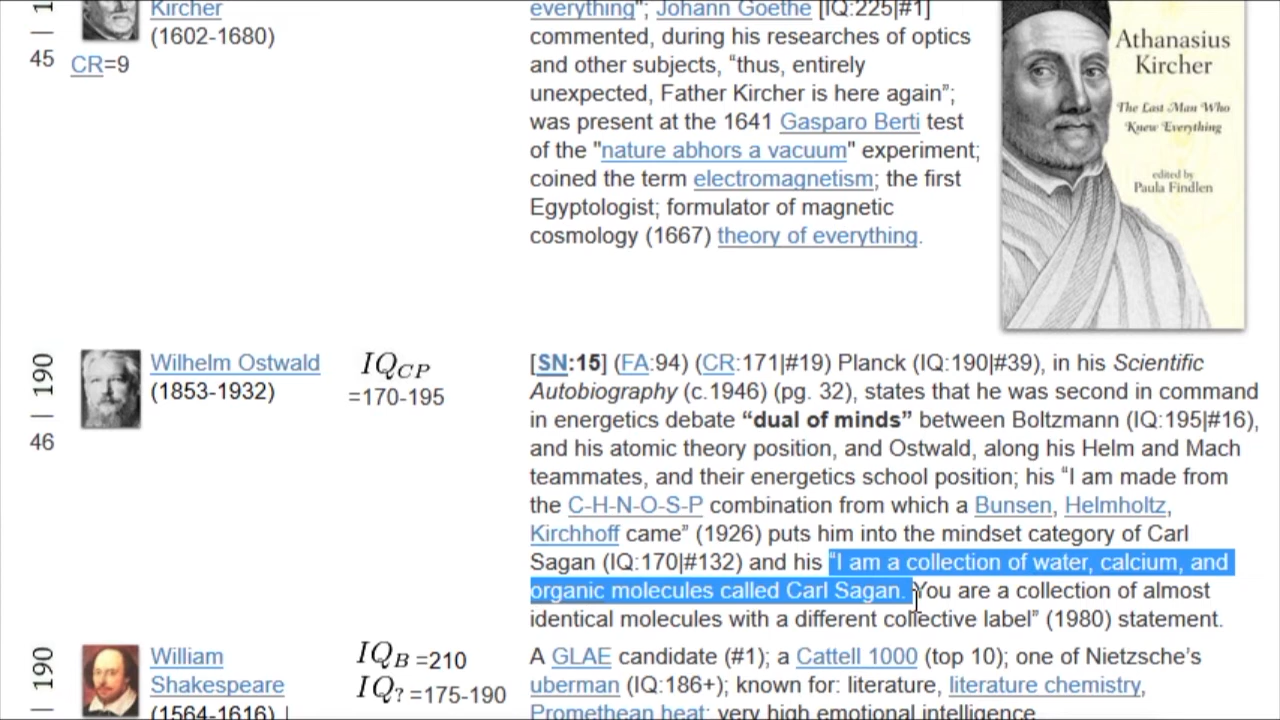 1
|
45
Kircher
(1602-1680)
CR=9
everything"; Johann Goethe [IQ:225|#1]
commented, during his researches of optics
and other subjects, “thus, entirely
unexpected, Father Kircher is here again”;
was present at the 1641 Gasparo Berti test
of the "nature abhors a vacuum" experiment;
coined the term electromagnetism; the first
Egyptologist; formulator of magnetic
cosmology (1667) theory of everything.
Athanasius
Kircher
The Last Man Who
Knew Everything
edited by
Paula Findlen
190
|
46
Wilhelm Ostwald
(1853-1932)
IQCP
=170-195
[SN:15] (FA:94) (CR:171|#19) Planck (IQ:190|#39), in his Scientific
Autobiography (c.1946) (pg. 32), states that he was second in command
in energetics debate “dual of minds” between Boltzmann (IQ:195|#16),
and his atomic theory position, and Ostwald, along his Helm and Mach
teammates, and their energetics school position; his “I am made from
the C-H-N-O-S-P combination from which a Bunsen, Helmholtz,
Kirchhoff came” (1926) puts him into the mindset category of Carl
Sagan (IQ:170|#132) and his “I am a collection of water, calcium, and
organic molecules called Carl Sagan. You are a collection of almost
identical molecules with a different collective label” (1980) statement.
190
|
William
Shakespeare
(1564-1616) |
IQB =210
IQ? =175-190
A GLAE candidate (#1); a Cattell 1000 (top 10); one of Nietzsche’s
uberman (IQ:186+); known for: literature, literature chemistry,
Promethean heat; very high emotional intelligence